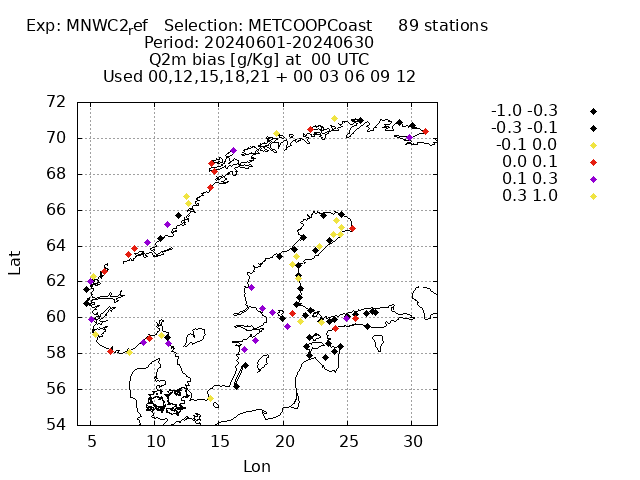 Exp: MNWC2ref   Selection: METCOOPCoast     89 stations
Period: 20240601-20240630
Q2m bias [g/Kg] at  00 UTC
Used 00,12,15,18,21 + 00 03 06 09 12
-1.0 -0.3
-0.3 -0.1
-0.1 0.0
0.0 0.1
0.1 0.3
0.3 1.0
72
70
68
66
64
62
60
58
56
54
Lat
5 10 15 20 25 30
Lon